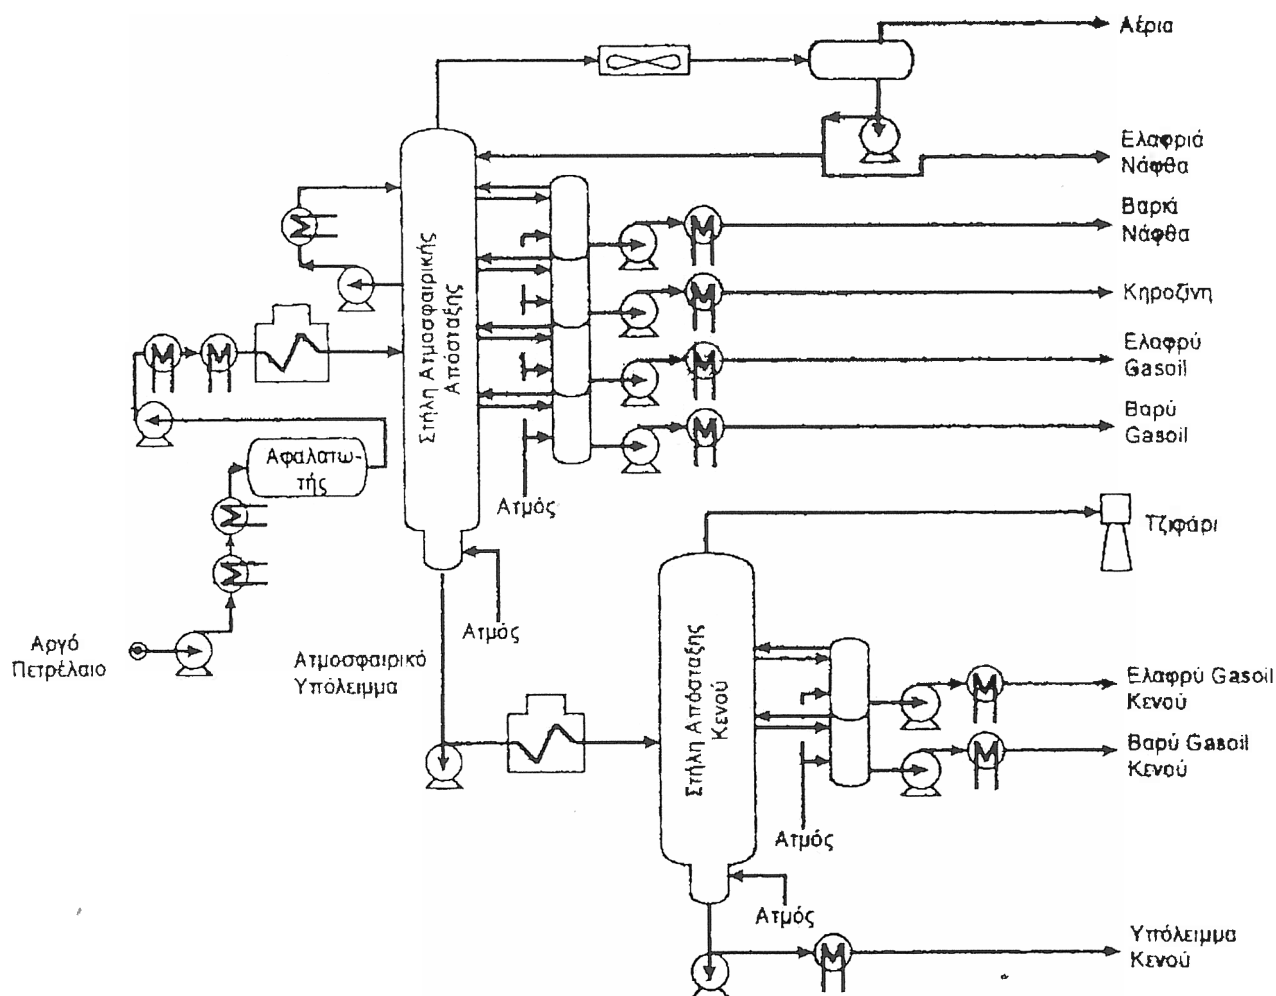 Αέρια
Ελαφριά
Νάφθα
Βαριά
Νάφθα
Κηροζίνη
Ελαφρύ
Gasoil
Βαρύ
Gasoil
Στήλη Ατμοσφαιρικής
Απόσταξης
Αφαλατω-
τής
Ατμός
Τζιφάρι
Ατμός
Αργό
Πετρέλαιο
Ατμοσφαιρικό
Υπόλειμμα
Στήλη Απόσταξης
Κενού
Ελαφρύ Gasoil
Κενού
Βαρύ Gasoil
Κενού
Ατμός
Ατμός
Υπόλειμμα
Κενού